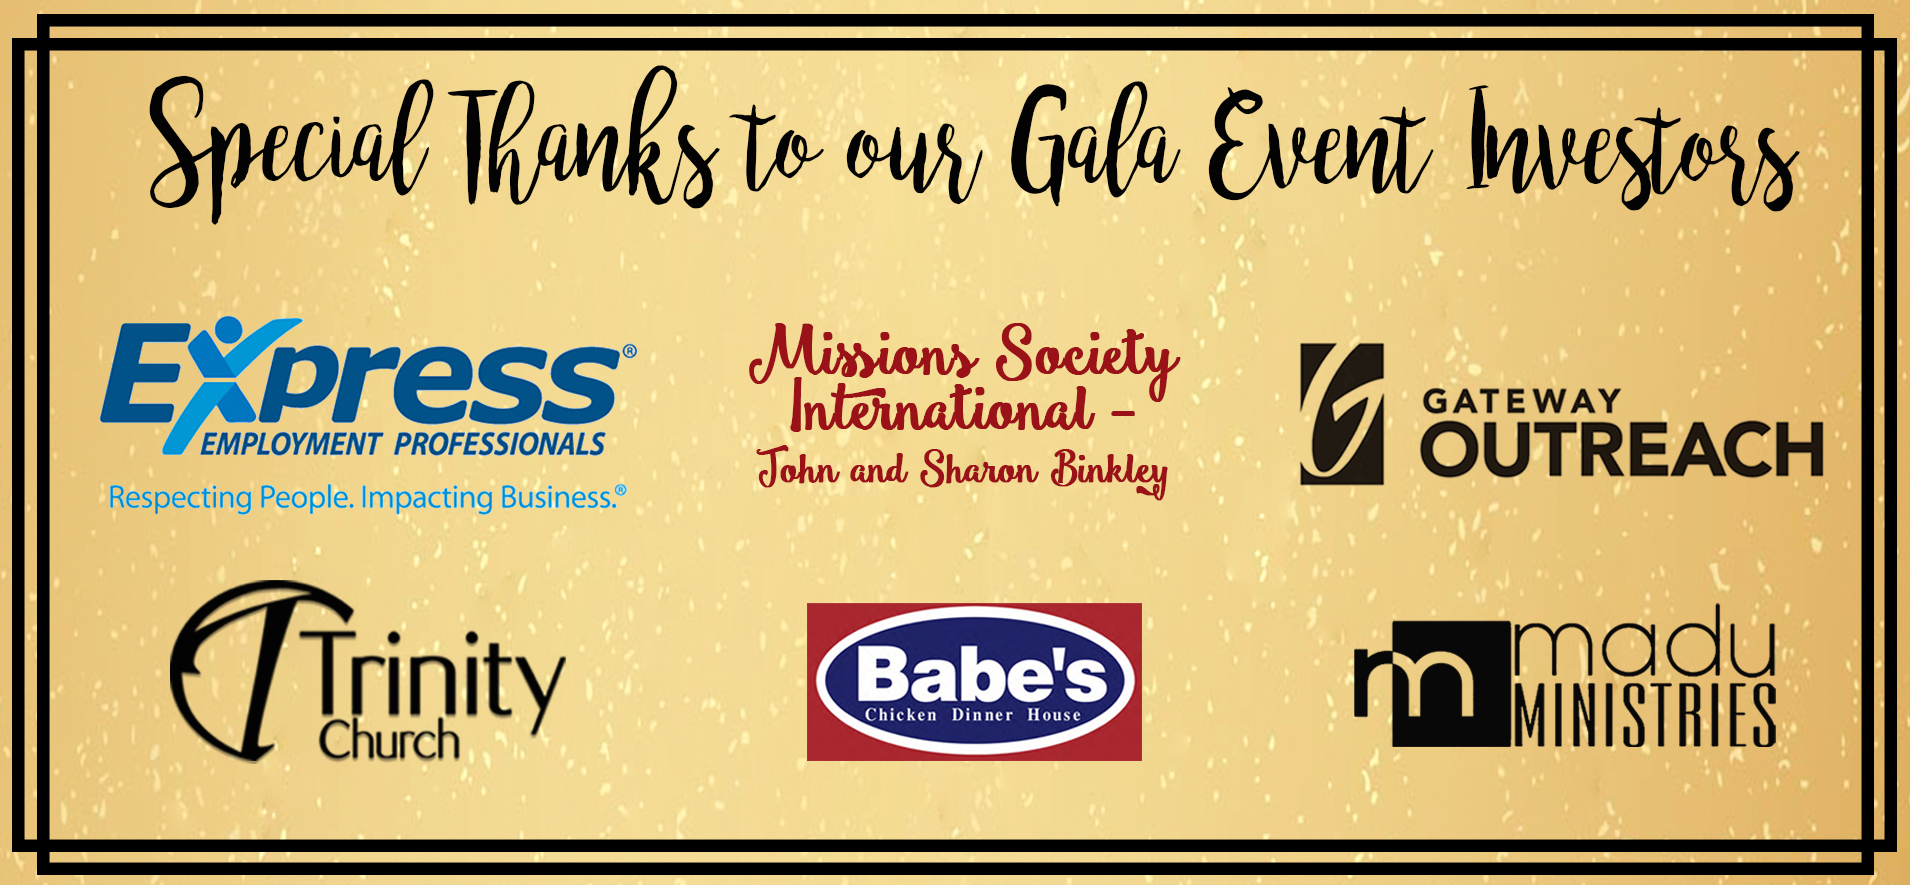 Special Thanks to our Gala Event Investors
Express®
EMPLOYMENT PROFESSIONALS
Respecting People. Impacting Business.®
Missions Society
International –
John and Sharon Binkley
GATEWAY
OUTREACH
Trinity
Church
Babe's
Chicken Dinner House
m madu
MINISTRIES